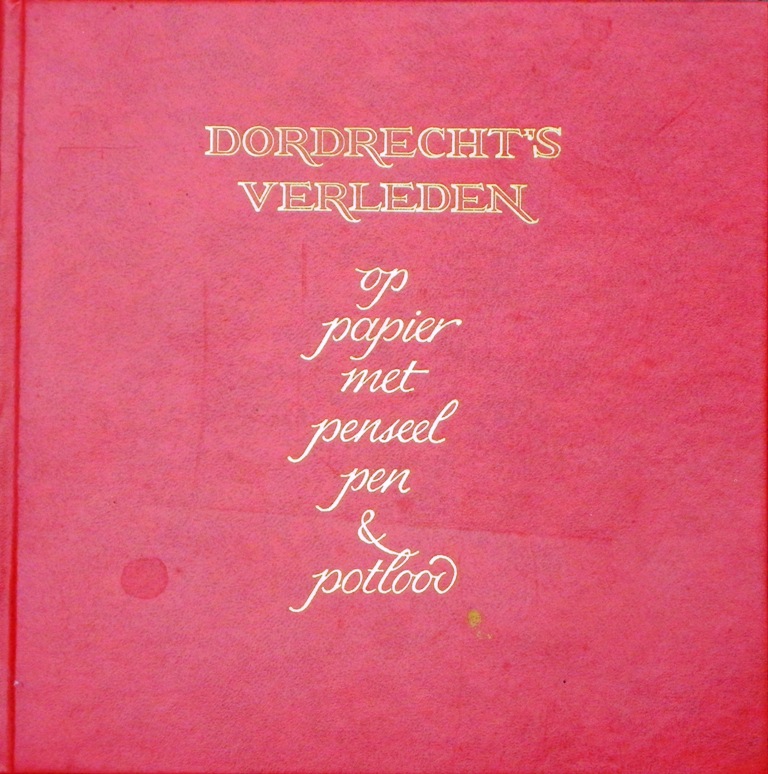 DORDRECHT'S
VERLEDEN
op
papier
met
penseel
pen
&
potlood